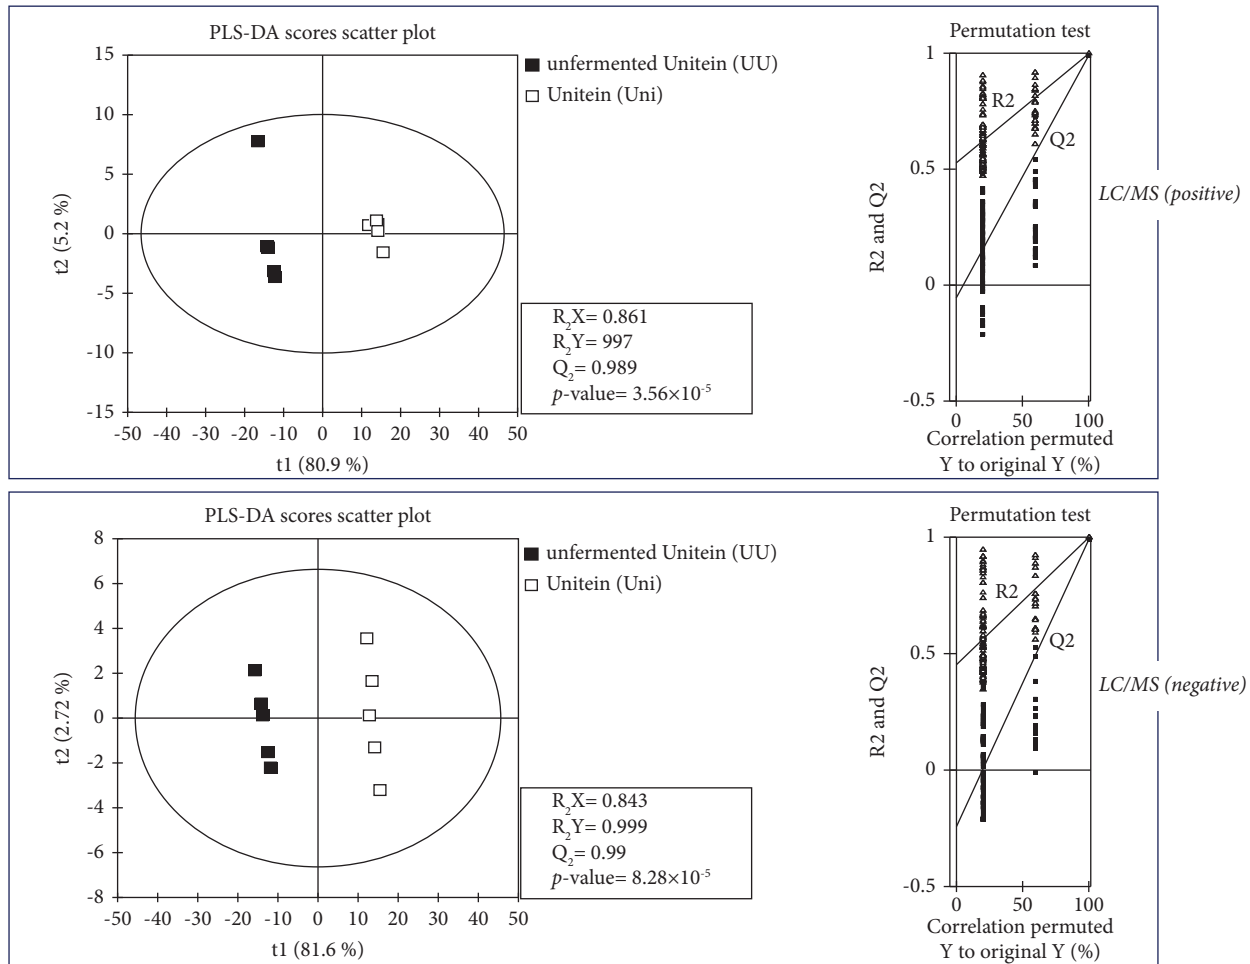 PLS-DA scores scatter plot
15
10
5
0
-5
-10
-15
t2 (5.2 %)
-50 -40 -30 -20 -10 0 10 20 30 40 50
t1 (80.9 %)
unfermented Unitein (UU)
Unitein (Uni)
R2X= 0.861
R2Y= 997
Q2= 0.989
p-value= 3.56×10-5
Permutation test
1
0.5
0
-0.5
R2 and Q2
R2
Q2
0 50 100
Correlation permuted
Y to original Y (%)
LC/MS (positive)
PLS-DA scores scatter plot
8
6
4
2
0
-2
-4
-6
-8
t2 (2.72 %)
-50 -40 -30 -20 -10 0 10 20 30 40 50
t1 (81.6 %)
unfermented Unitein (UU)
Unitein (Uni)
R2X= 0.843
R2Y= 0.999
Q2= 0.99
p-value= 8.28×10-5
Permutation test
1
0.5
0
-0.5
R2 and Q2
R2
Q2
0 50 100
Correlation permuted
Y to original Y (%)
LC/MS (negative)